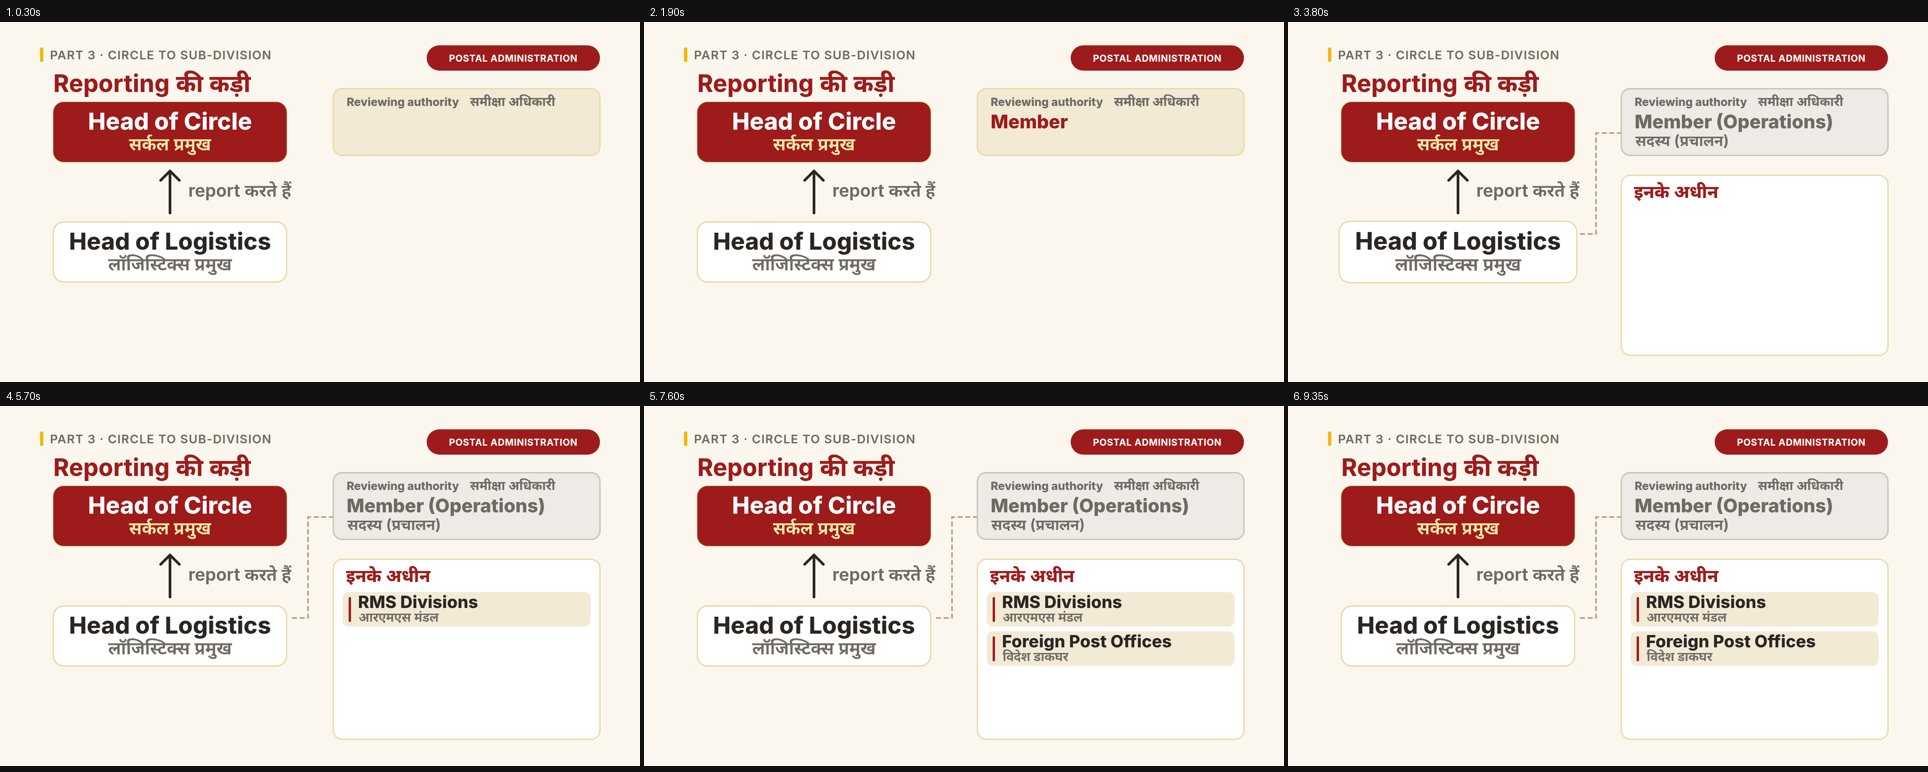 1. 0.30s
PART 3 · CIRCLE TO SUB-DIVISION
POSTAL ADMINISTRATION
Reporting की कड़ी
Head of Circle
सर्कल प्रमुख
report करते हैं
Head of Logistics
लॉजिस्टिक्स प्रमुख
Reviewing authority समीक्षा अधिकारी
2. 1.90s
PART 3 · CIRCLE TO SUB-DIVISION
POSTAL ADMINISTRATION
Reporting की कड़ी
Head of Circle
सर्कल प्रमुख
report करते हैं
Head of Logistics
लॉजिस्टिक्स प्रमुख
Reviewing authority समीक्षा अधिकारी
Member
3. 3.80s
PART 3 · CIRCLE TO SUB-DIVISION
POSTAL ADMINISTRATION
Reporting की कड़ी
Head of Circle
सर्कल प्रमुख
report करते हैं
Head of Logistics
लॉजिस्टिक्स प्रमुख
Reviewing authority समीक्षा अधिकारी
Member (Operations)
सदस्य (प्रचालन)
इनके अधीन
4. 5.70s
PART 3 · CIRCLE TO SUB-DIVISION
POSTAL ADMINISTRATION
Reporting की कड़ी
Head of Circle
सर्कल प्रमुख
report करते हैं
Head of Logistics
लॉजिस्टिक्स प्रमुख
Reviewing authority समीक्षा अधिकारी
Member (Operations)
सदस्य (प्रचालन)
इनके अधीन
RMS Divisions
आरएमएस मंडल
5. 7.60s
PART 3 · CIRCLE TO SUB-DIVISION
POSTAL ADMINISTRATION
Reporting की कड़ी
Head of Circle
सर्कल प्रमुख
report करते हैं
Head of Logistics
लॉजिस्टिक्स प्रमुख
Reviewing authority समीक्षा अधिकारी
Member (Operations)
सदस्य (प्रचालन)
इनके अधीन
RMS Divisions
आरएमएस मंडल
Foreign Post Offices
विदेश डाकघर
6. 9.35s
PART 3 · CIRCLE TO SUB-DIVISION
POSTAL ADMINISTRATION
Reporting की कड़ी
Head of Circle
सर्कल प्रमुख
report करते हैं
Head of Logistics
लॉजिस्टिक्स प्रमुख
Reviewing authority समीक्षा अधिकारी
Member (Operations)
सदस्य (प्रचालन)
इनके अधीन
RMS Divisions
आरएमएस मंडल
Foreign Post Offices
विदेश डाकघर